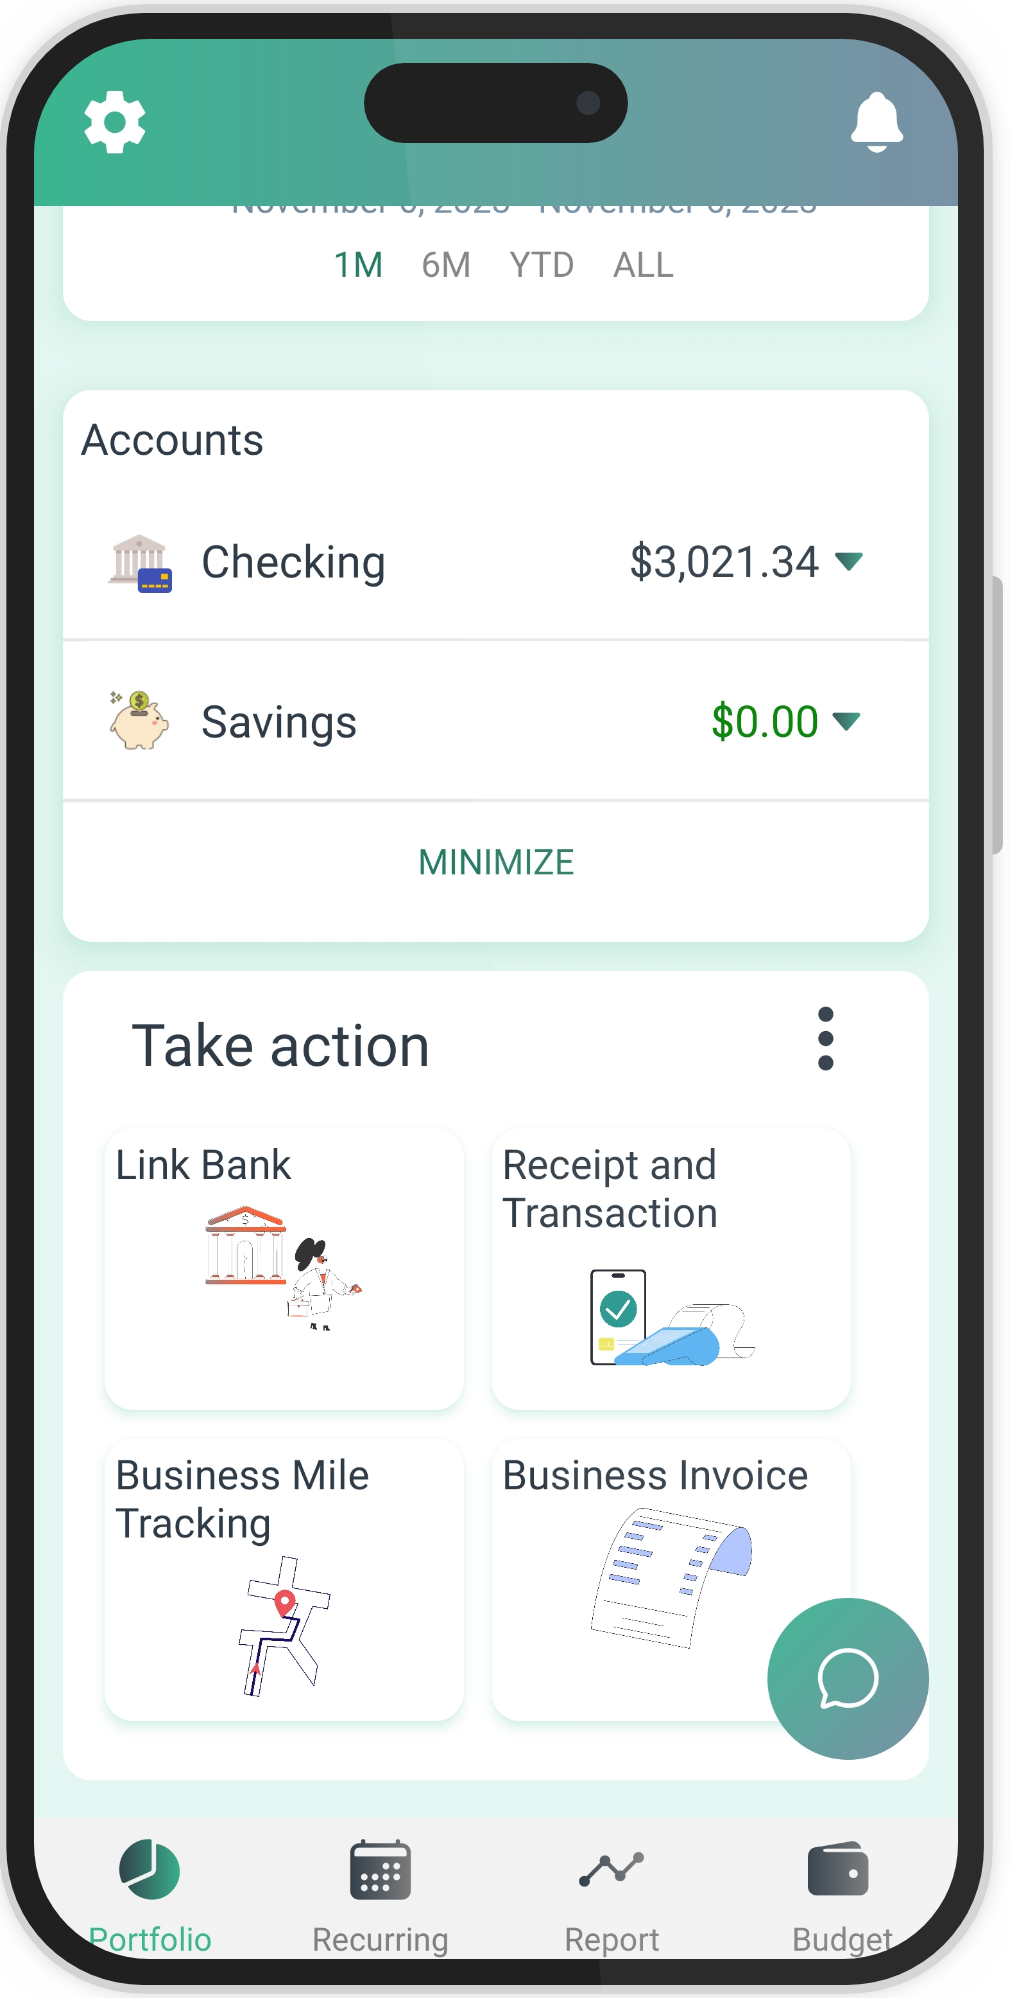 1M 6M YTD ALL
Accounts
Checking $3,021.34
Savings $0.00
MINIMIZE
Take action
Link Bank
Receipt and
Transaction
Business Mile
Tracking
Business Invoice
Portfolio Recurring Report Budget